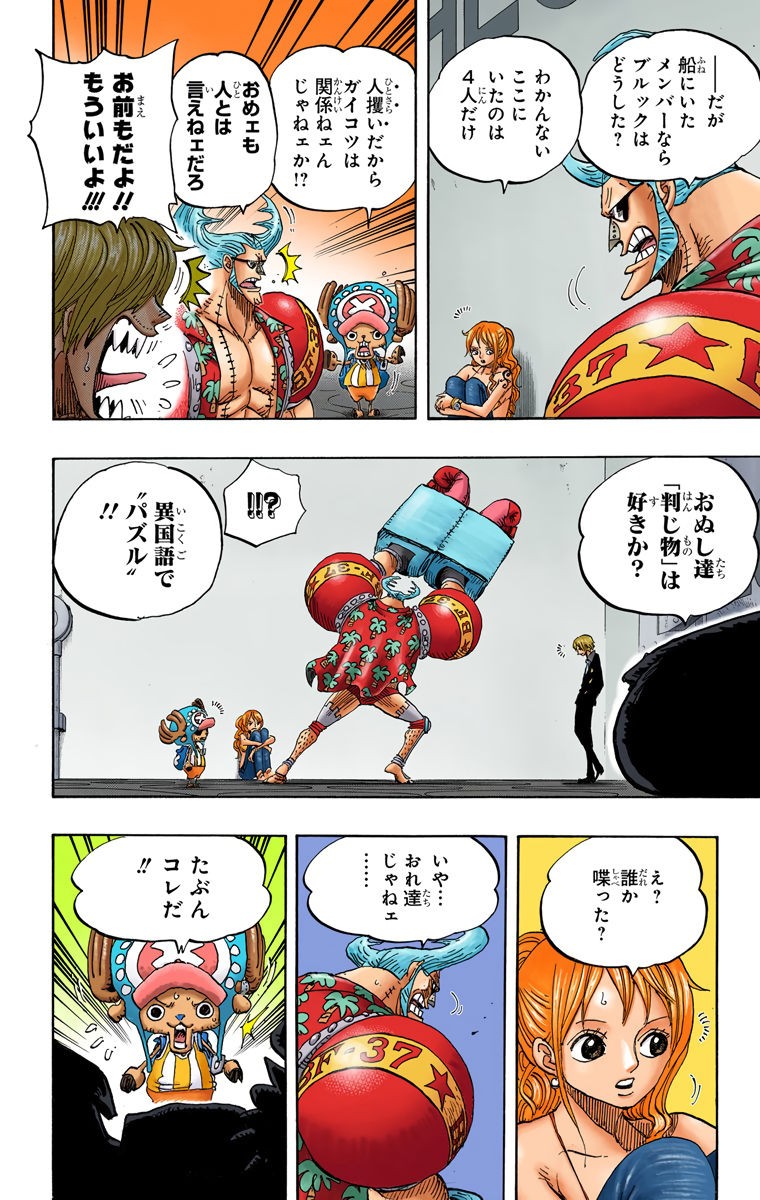 ――だが
船にいた
メンバーなら
ブルックは
どうした?
わかんない
ここに
いたのは
4人だけ
人攫いだから
ガイコツは
関係ねェん
じゃねェか!?
おめェも
人とは
言えねェだろ
お前もだよ!!
もういいよ!!!
BF-37
37★B
おぬし達
「判じ物」は
好きか?
!!?
異国語で
“パズル”
!!
BF-37
え?
誰か
喋った?
いや…
おれ達
じゃねェ
……
BF-37★
たぶん
コレだ
!!